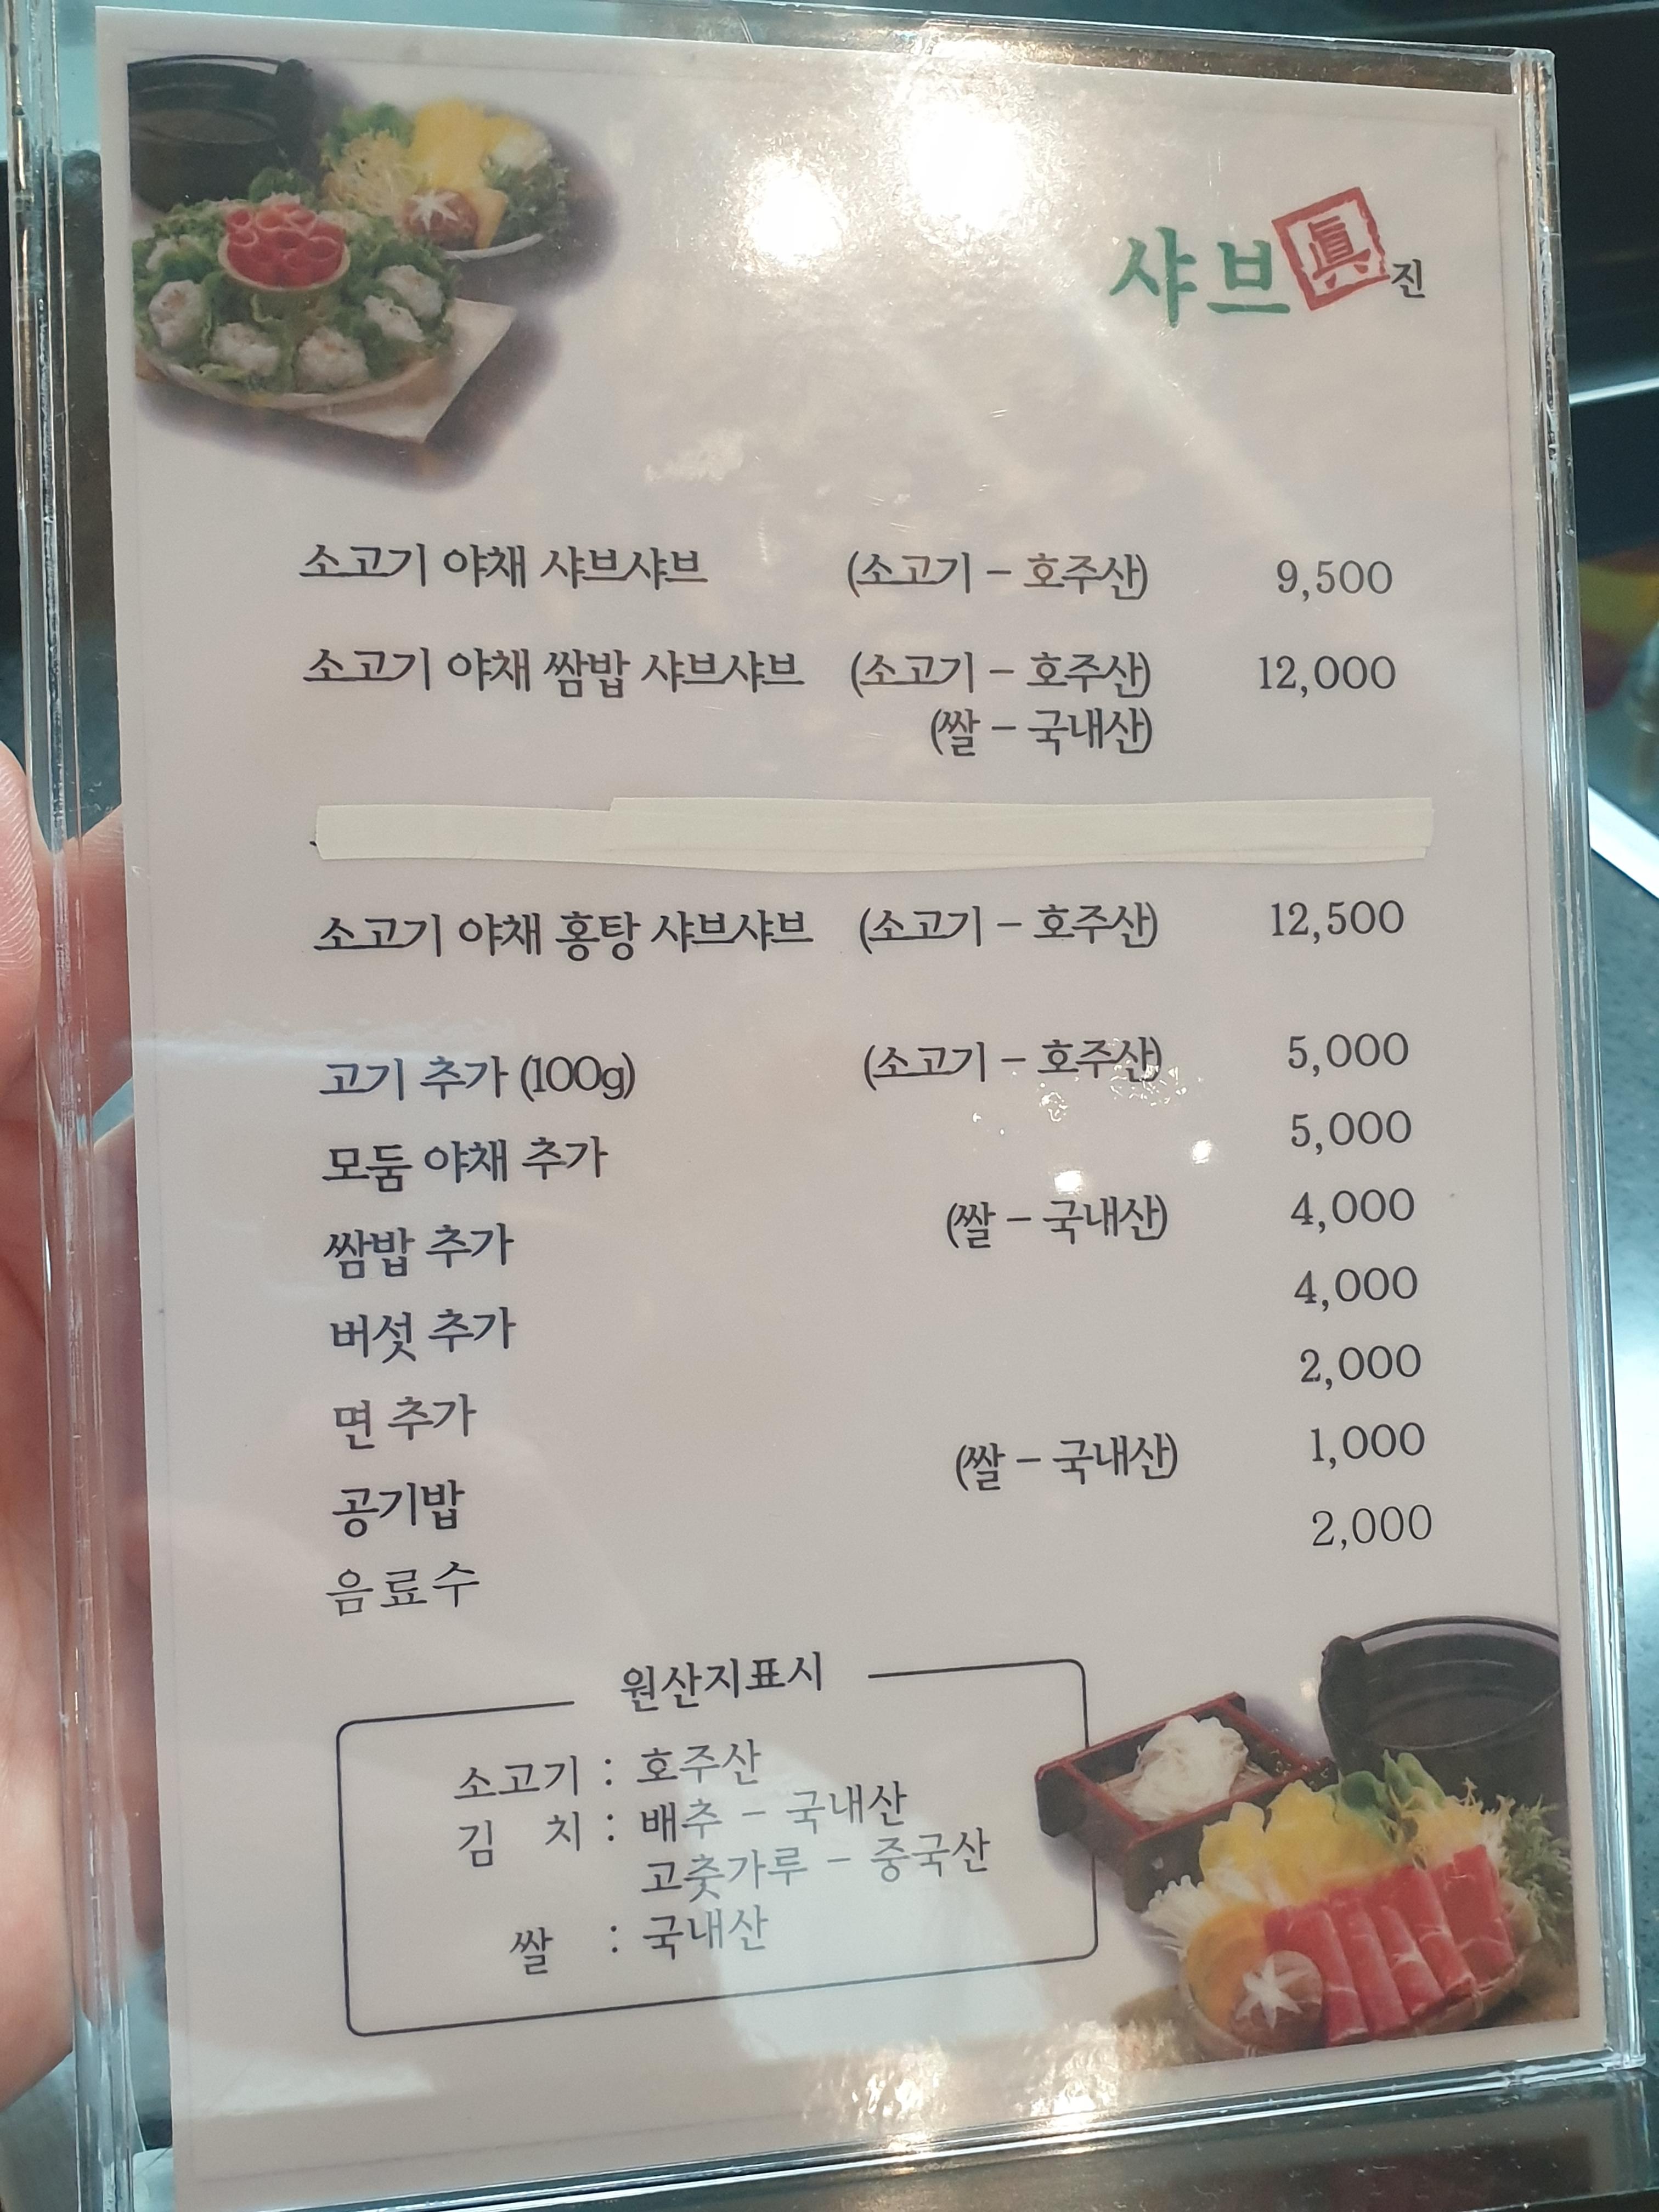 샤브眞진
소고기 야채 샤브샤브 (소고기 - 호주산) 9,500
소고기 야채 쌈밥 샤브샤브 (소고기 - 호주산) 12,000
(쌀 - 국내산)
소고기 야채 홍탕 샤브샤브 (소고기 - 호주산) 12,500
고기 추가 (100g) (소고기 - 호주산) 5,000
모둠 야채 추가 5,000
쌈밥 추가 (쌀 - 국내산) 4,000
버섯 추가 4,000
면 추가 2,000
공기밥 (쌀 - 국내산) 1,000
음료수 2,000
원산지표시
소고기 : 호주산
김 치 : 배추 - 국내산
고춧가루 - 중국산
쌀 : 국내산